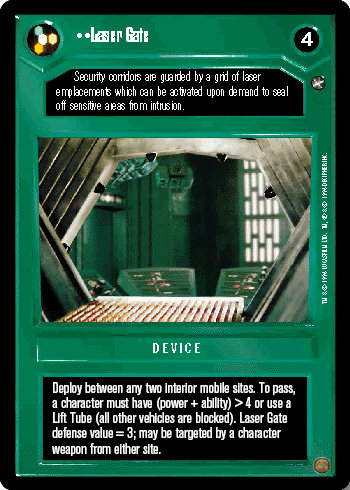 ••Laser Gate
4
Security corridors are guarded by a grid of laser
emplacements which can be activated upon demand to seal
off sensitive areas from intrusion.
DEVICE
Deploy between any two interior mobile sites. To pass,
a character must have (power + ability) > 4 or use a
Lift Tube (all other vehicles are blocked). Laser Gate
defense value = 3; may be targeted by a character
weapon from either site.